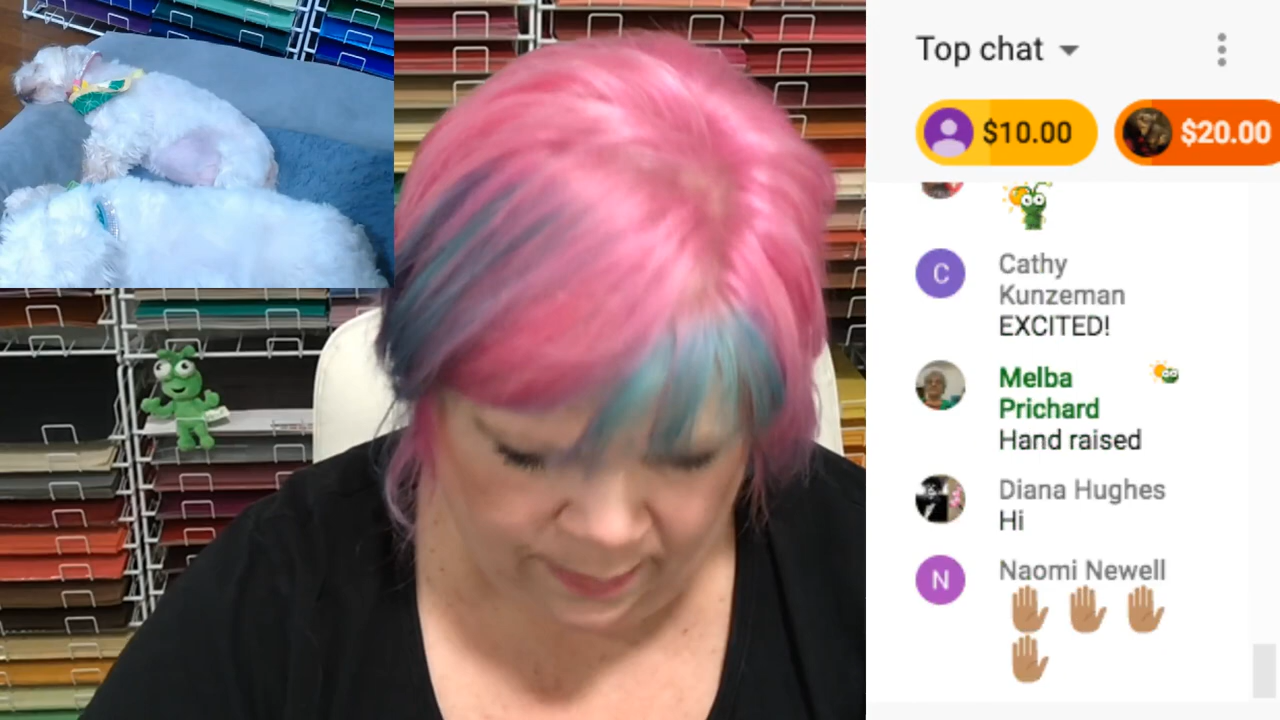 Top chat
$10.00
$20.00
Cathy
Kunzeman
EXCITED!
C
Melba
Prichard
Hand raised
Diana Hughes
Hi
Naomi Newell
N